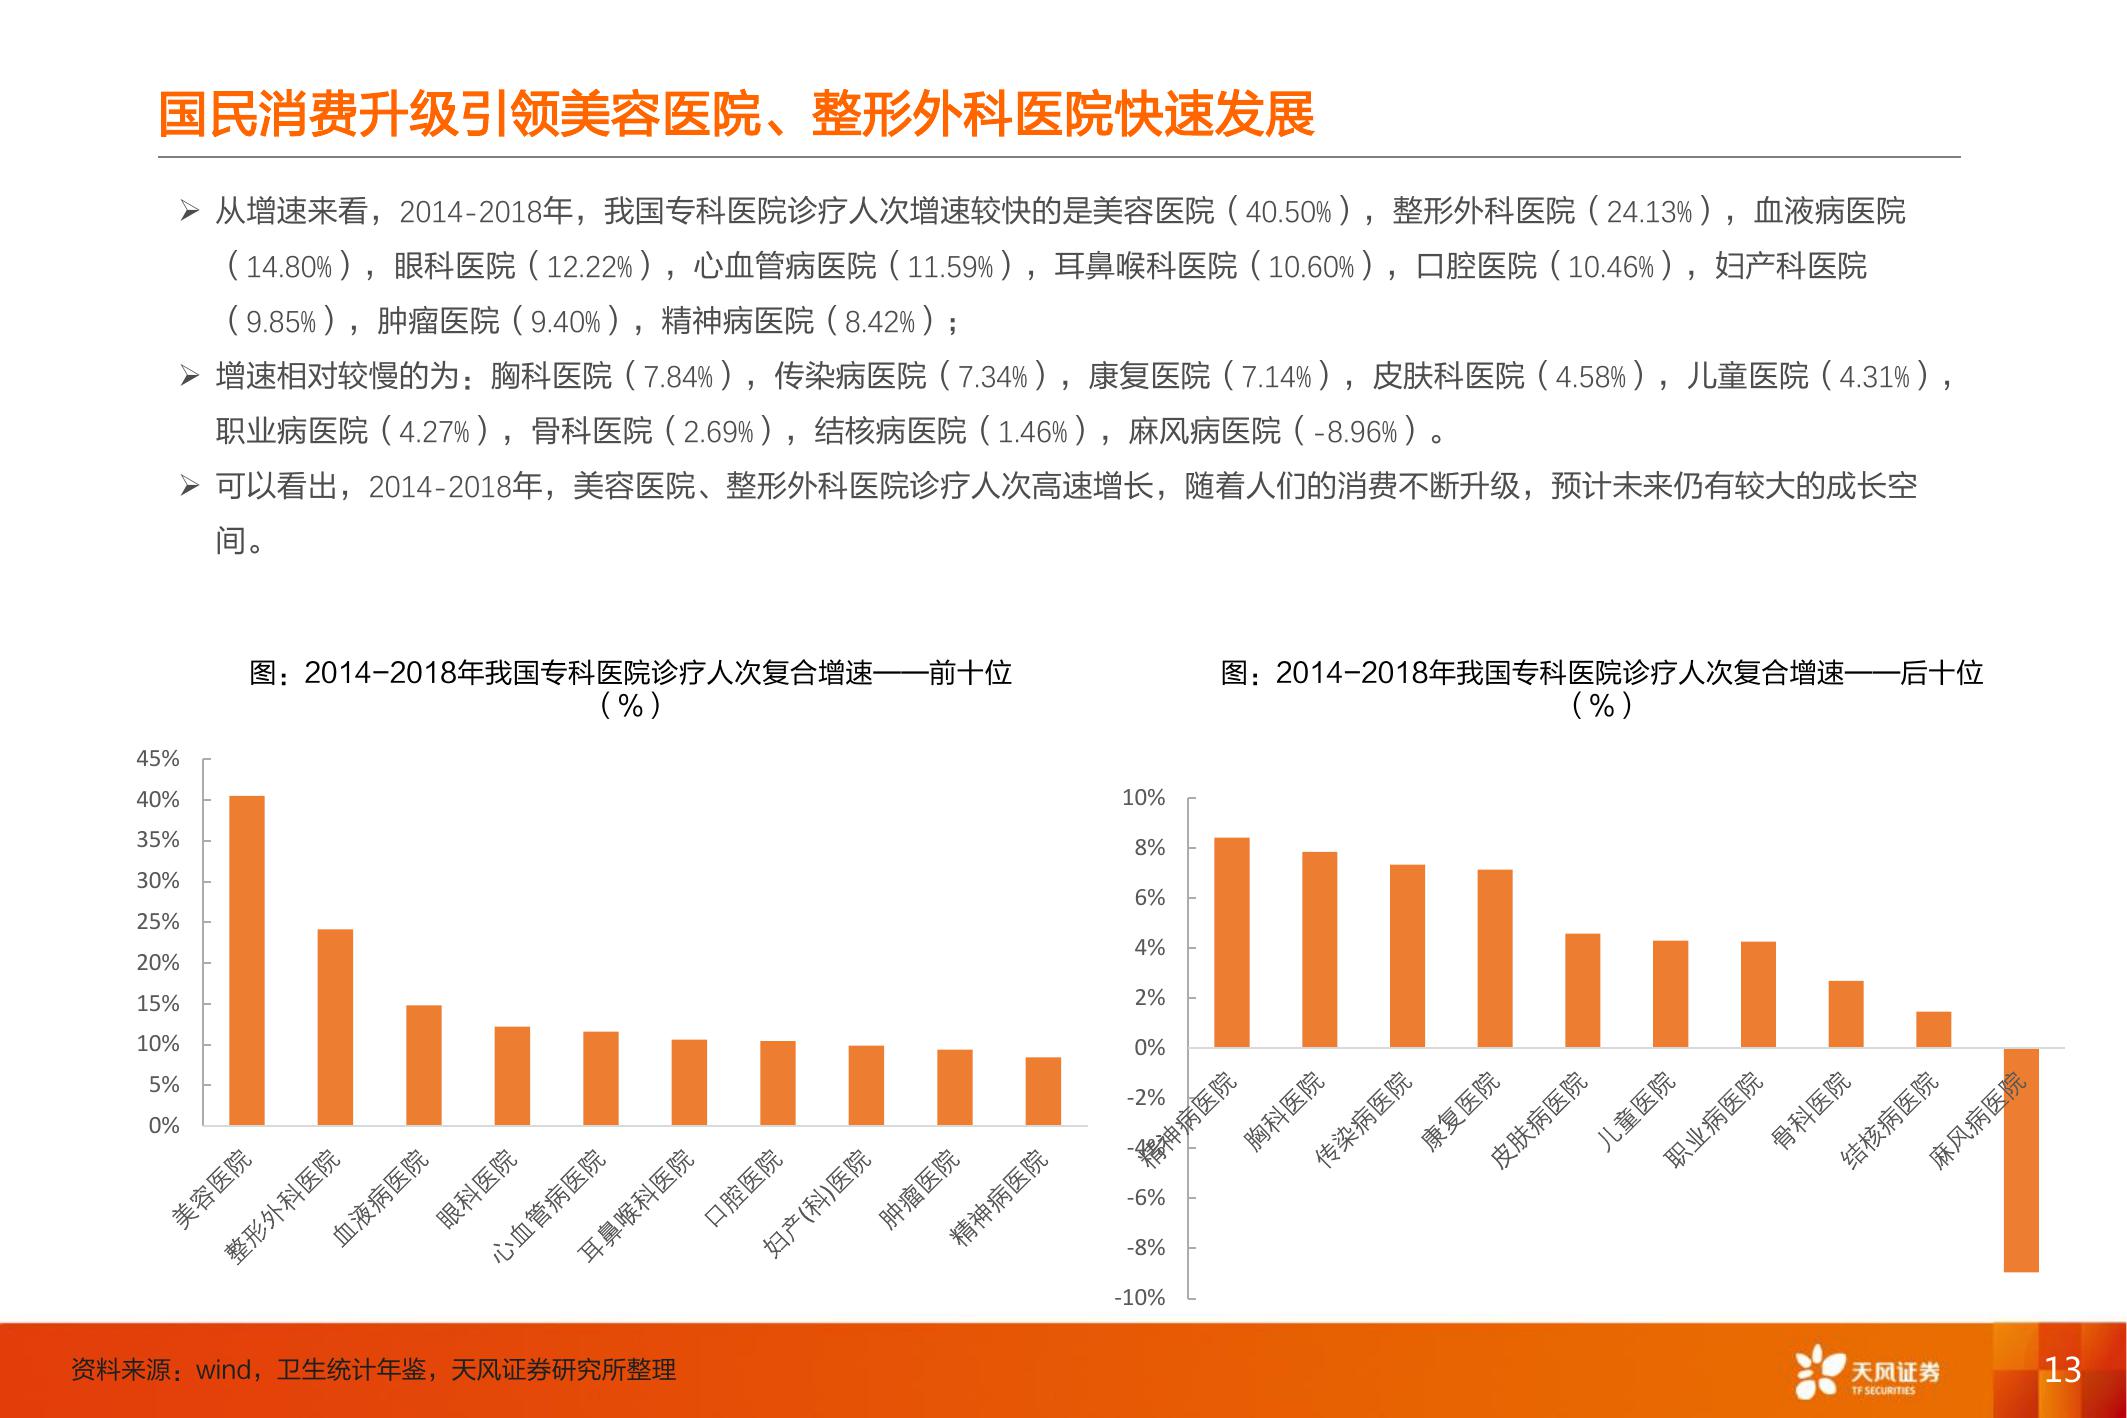 国民消费升级引领美容医院、整形外科医院快速发展
➢ 从增速来看，2014-2018年，我国专科医院诊疗人次增速较快的是美容医院（40.50%），整形外科医院（24.13%），血液病医院
（14.80%），眼科医院（12.22%），心血管病医院（11.59%），耳鼻喉科医院（10.60%），口腔医院（10.46%），妇产科医院
（9.85%），肿瘤医院（9.40%），精神病医院（8.42%）；
➢ 增速相对较慢的为：胸科医院（7.84%），传染病医院（7.34%），康复医院（7.14%），皮肤科医院（4.58%），儿童医院（4.31%），
职业病医院（4.27%），骨科医院（2.69%），结核病医院（1.46%），麻风病医院（-8.96%）。
➢ 可以看出，2014-2018年，美容医院、整形外科医院诊疗人次高速增长，随着人们的消费不断升级，预计未来仍有较大的成长空
间。
图：2014-2018年我国专科医院诊疗人次复合增速——前十位
（%）
45%
40%
35%
30%
25%
20%
15%
10%
5%
0%
美容医院
整形外科医院
血液病医院
眼科医院
心血管病医院
耳鼻喉科医院
口腔医院
妇产(科)医院
肿瘤医院
精神病医院
图：2014-2018年我国专科医院诊疗人次复合增速——后十位
（%）
10%
8%
6%
4%
2%
0%
-2%
-4%
-6%
-8%
-10%
精神病医院
胸科医院
传染病医院
康复医院
皮肤病医院
儿童医院
职业病医院
骨科医院
结核病医院
麻风病医院
资料来源：wind，卫生统计年鉴，天风证券研究所整理
天风证券
TF SECURITIES
13